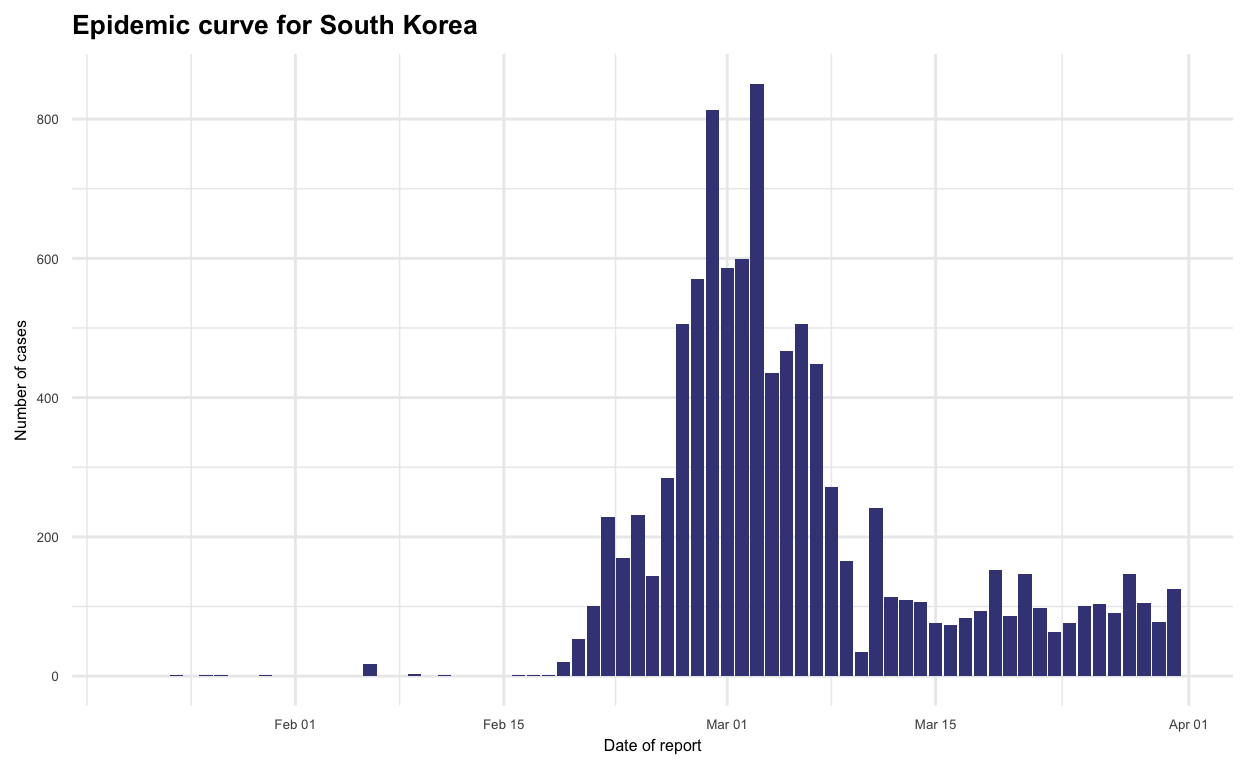 Epidemic curve for South Korea
Number of cases
800
600
400
200
0
Feb 01
Feb 15
Mar 01
Mar 15
Apr 01
Date of report